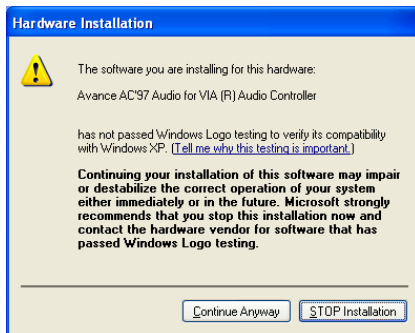 Hardware Installation
The software you are installing for this hardware:
Avance AC'97 Audio for VIA (R) Audio Controller
has not passed Windows Logo testing to verify its compatibility
with Windows XP. (Tell me why this testing is important.)
Continuing your installation of this software may impair
or destabilize the correct operation of your system
either immediately or in the future. Microsoft strongly
recommends that you stop this installation now and
contact the hardware vendor for software that has
passed Windows Logo testing.
Continue Anyway
STOP Installation